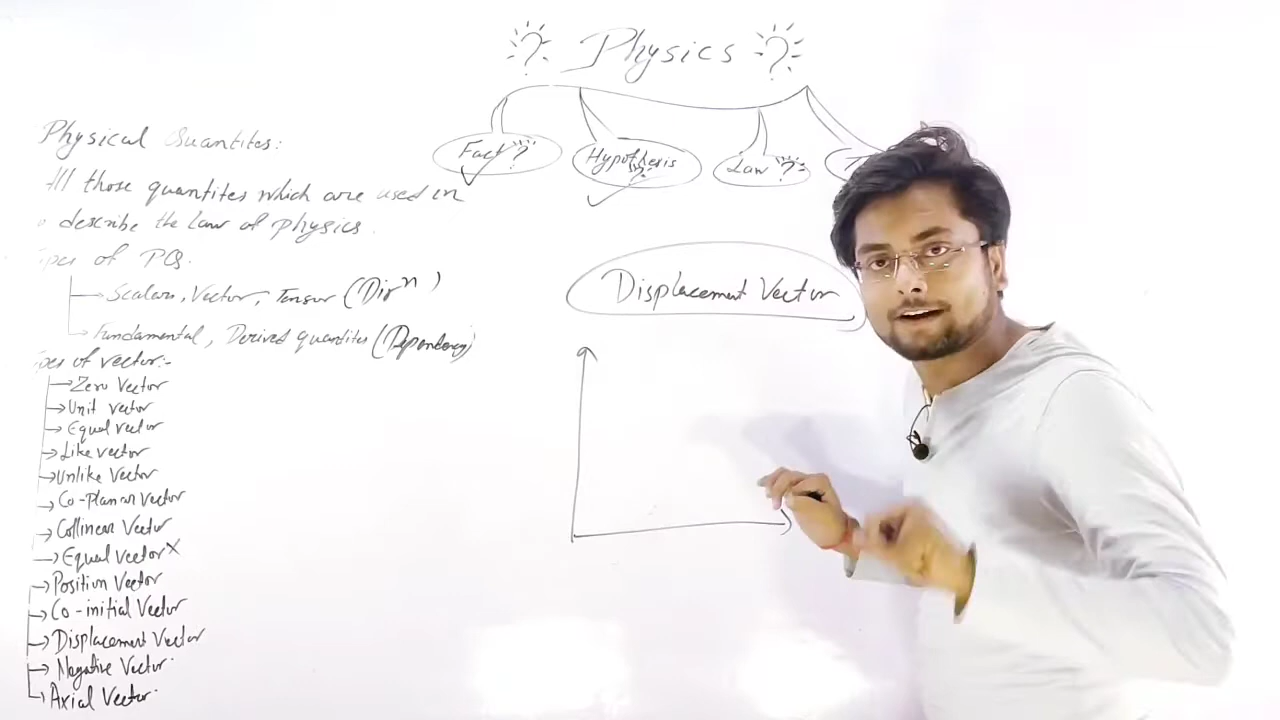 ? Physics ?
Fact ? Hypothesis ? Law ? T
Physical Quantites:
All those quantites which are used in
describe the Law of physics.
Types of PQs.
Scalars, Vector, Tensor (Dirⁿ)
Fundamental, Derived quantites (Dependency)
Types of vector:-
Zero Vector
Unit vector
Equal vector
Like vector
Unlike Vector
Co-Planar Vector
Collinear Vector
Equal vector X
Position Vector
Co-initial Vector
Displacement Vector
Negative Vector.
Axial Vector.
Displacement Vector